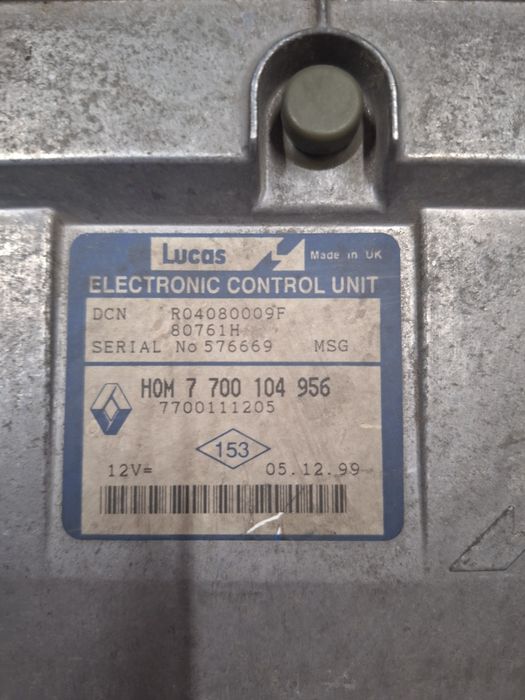 Lucas Made in UK
ELECTRONIC CONTROL UNIT
DCN R04080009F
80761H
SERIAL No 576669 MSG
HOM 7 700 104 956
7700111205
153
12V= 05.12.99